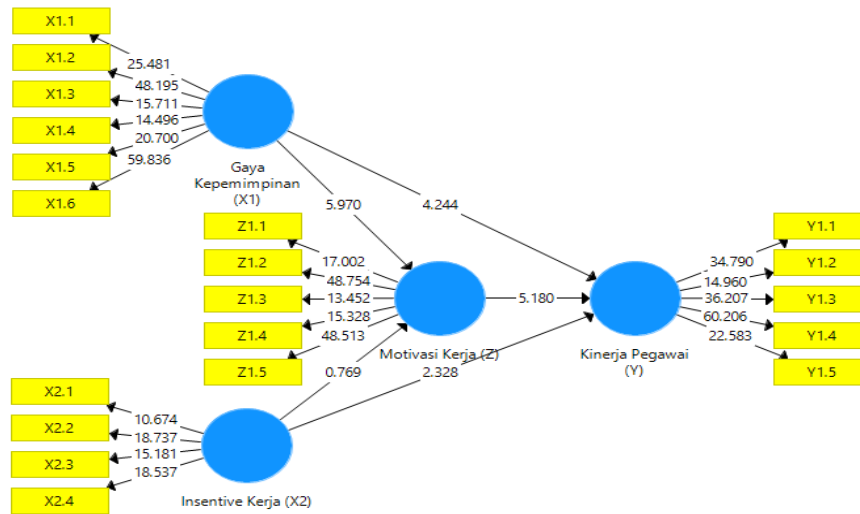 X1.1
X1.2
X1.3
X1.4
X1.5
X1.6
25.481
48.195
15.711
14.496
20.700
59.836
Gaya
Kepemimpinan
(X1)
5.970
4.244
Z1.1
Z1.2
Z1.3
Z1.4
Z1.5
17.002
48.754
13.452
15.328
48.513
Motivasi Kerja (Z)
5.180
Y1.1
Y1.2
Y1.3
Y1.4
Y1.5
34.790
14.960
36.207
60.206
22.583
Kinerja Pegawai
(Y)
0.769
2.328
X2.1
X2.2
X2.3
X2.4
10.674
18.737
15.181
18.537
Insentive Kerja (X2)